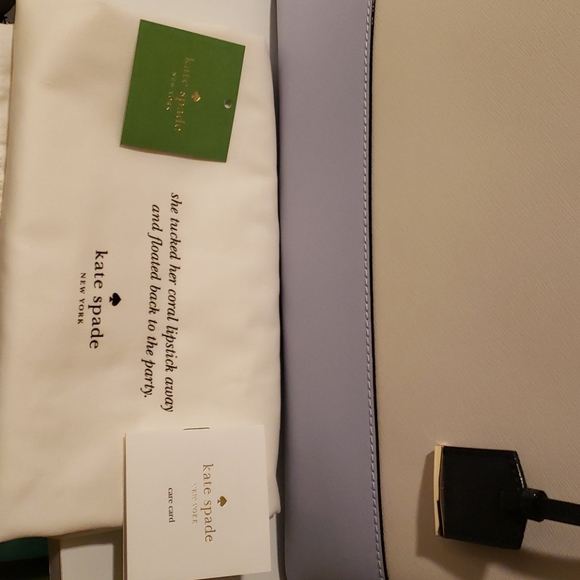 kate spade
NEW YORK
she tucked her coral lipstick away
and floated back to the party.
kate spade
NEW YORK
kate spade
NEW YORK
care card